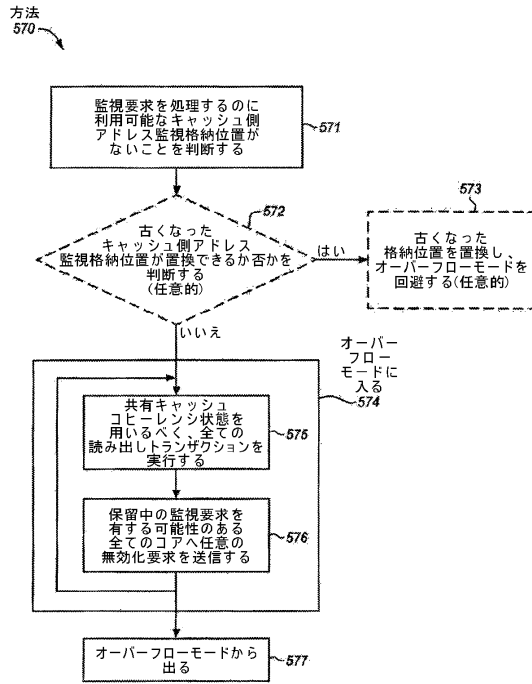 方法
570
監視要求を処理するのに
利用可能なキャッシュ側
アドレス監視格納位置が
ないことを判断する
571
572
古くなった
キャッシュ側アドレス
監視格納位置が置換できるか否かを
判断する
(任意的)
はい
573
古くなった
格納位置を置換し、
オーバーフローモードを
回避する(任意的)
いいえ
オーバー
フロー
モードに
入る
574
共有キャッシュ
コヒーレンシ状態を
用いるべく、全ての
読み出しトランザクションを
実行する
575
保留中の監視要求を
有する可能性のある
全てのコアへ任意の
無効化要求を送信する
576
オーバーフローモードから
出る
577